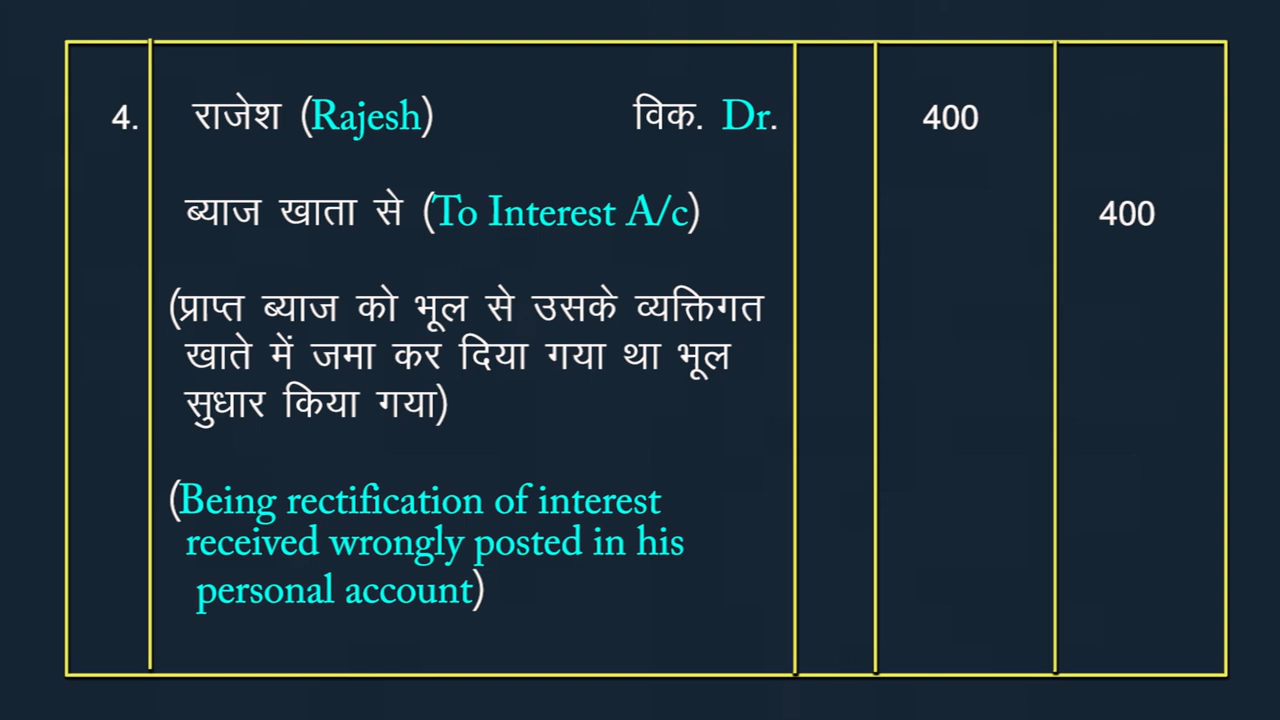 4. राजेश (Rajesh) विक. Dr. 400
ब्याज खाता से (To Interest A/c) 400
(प्राप्त ब्याज को भूल से उसके व्यक्तिगत
खाते में जमा कर दिया गया था भूल
सुधार किया गया)
(Being rectification of interest
received wrongly posted in his
personal account)